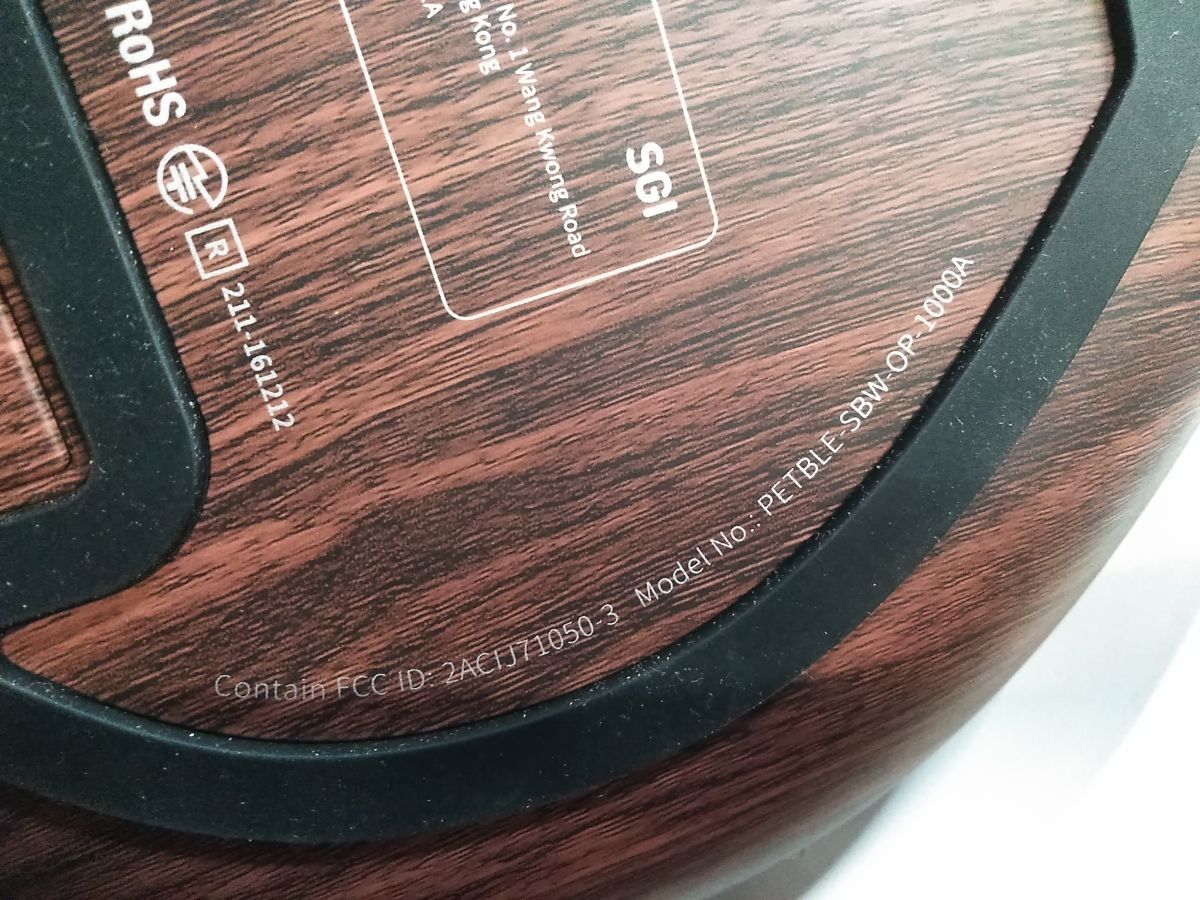 RoHS
R 211-161212
SGI
No. 1 Wang Kwong Road
Kong
A
Contain FCC ID: 2ACIJ71050-3 Model No.: PETBLE-SBW-OP-1000A